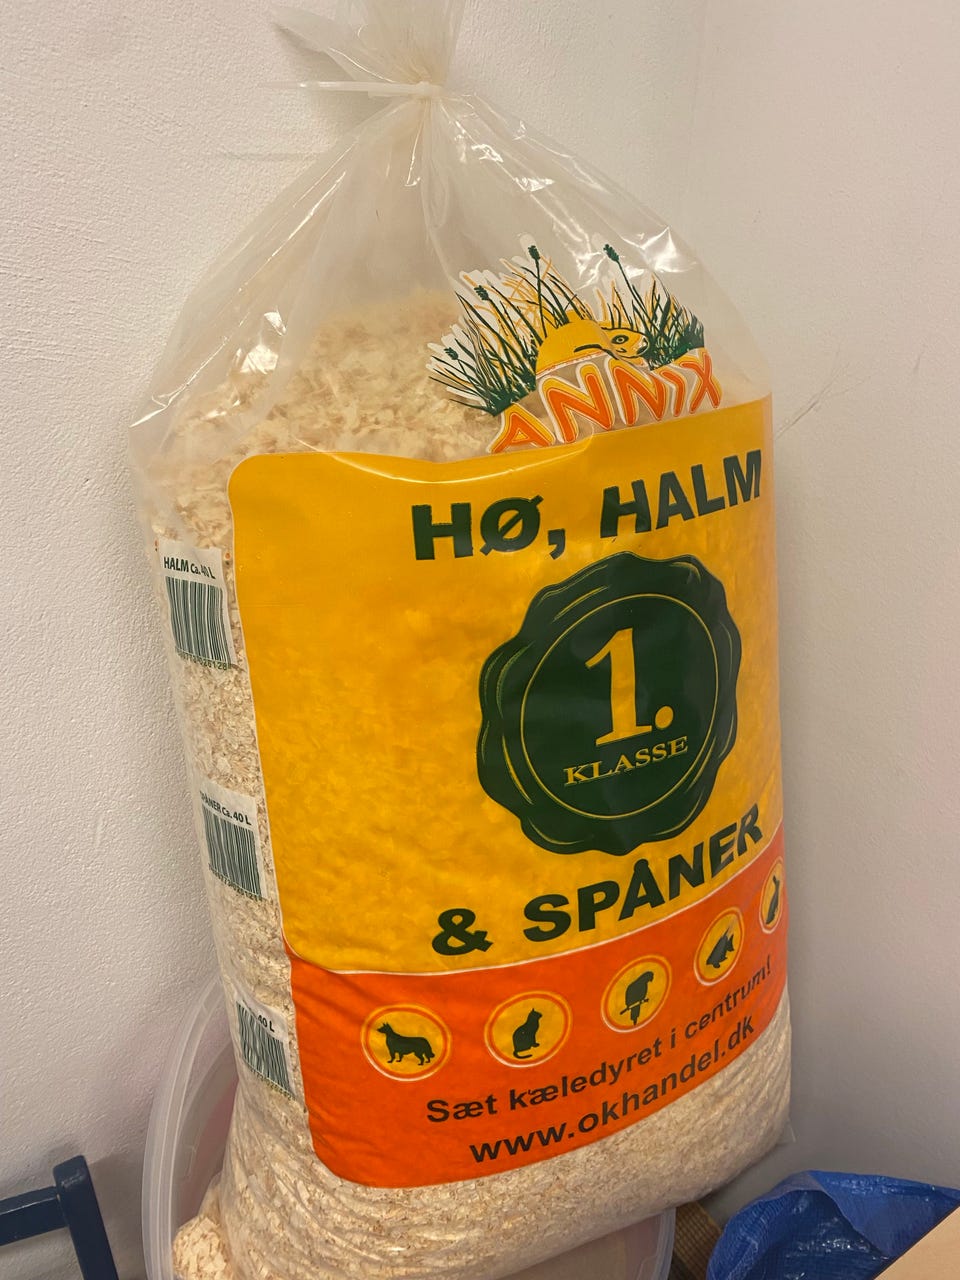 ANNIX
HØ, HALM
1.
KLASSE
& SPÅNER
Sæt kæledyret i centrum!
www.okhandel.dk
HALM Ca. 40 L
SPÅNER Ca. 40 L
40 L